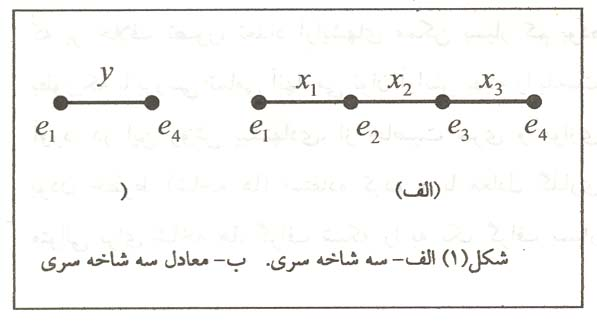 y x₁ x₂ x₃
e₁ e₄ e₁ e₂ e₃ e₄
(الف) )
شکل(۱) الف- سه شاخه سری. ب- معادل سه شاخه سری